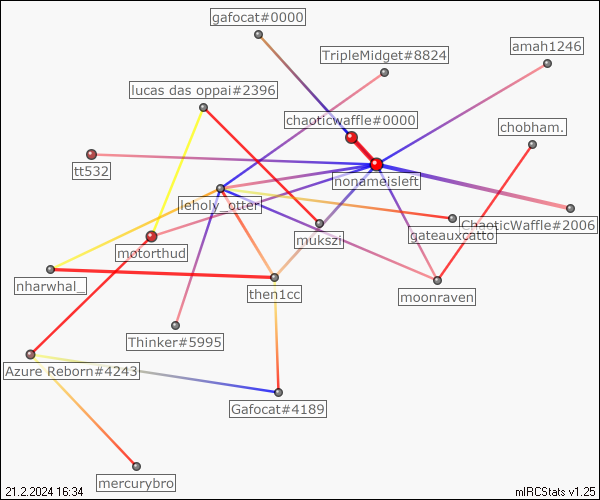 gafocat#0000
amah1246
TripleMidget#8824
lucas das oppai#2396
chaoticwaffle#0000
chobham.
tt532
nonameisleft
leholy_otter
ChaoticWaffle#2006
gateauxcatto
mukszi
motorthud
nharwhal_
then1cc
moonraven
Thinker#5995
Azure Reborn#4243
Gafocat#4189
mercurybro
21.2.2024 16:34
mIRCStats v1.25